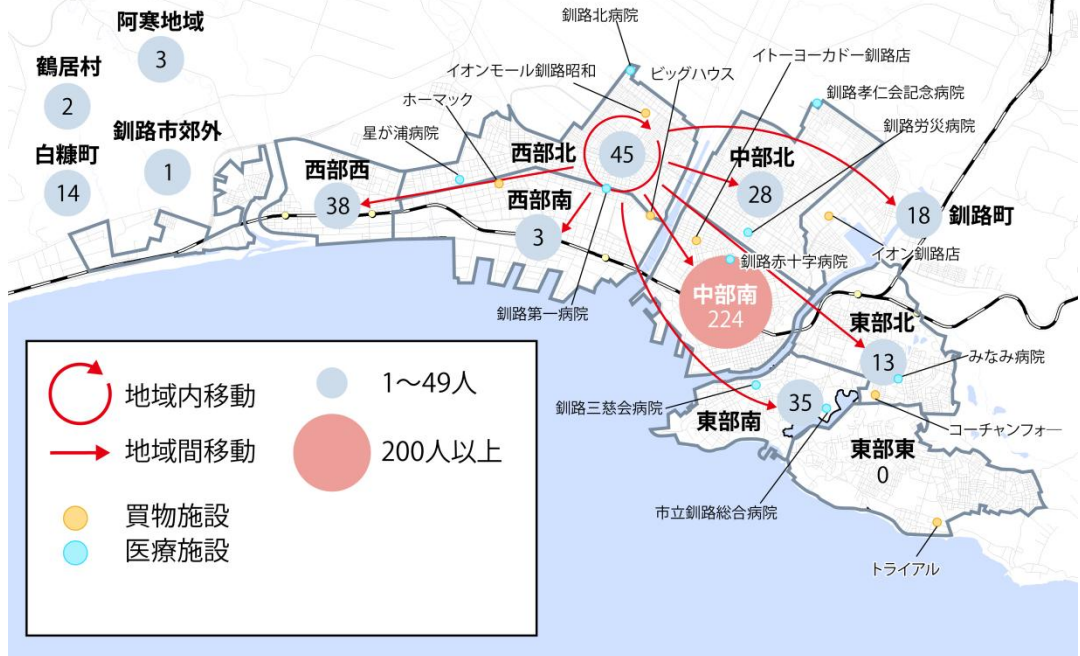 阿寒地域
3
鶴居村
2
釧路市郊外
1
白糠町
14
釧路北病院
イオンモール釧路昭和
ビッグハウス
イトーヨーカドー釧路店
釧路孝仁会記念病院
釧路労災病院
ホーマック
星が浦病院
西部北
45
中部北
28
西部西
38
西部南
3
18
釧路町
イオン釧路店
釧路赤十字病院
中部南
224
釧路第一病院
東部北
13
みなみ病院
釧路三慈会病院
35
東部南
コーチャンフォー
東部東
0
市立釧路総合病院
トライアル
地域内移動
1〜49人
地域間移動
200人以上
買物施設
医療施設